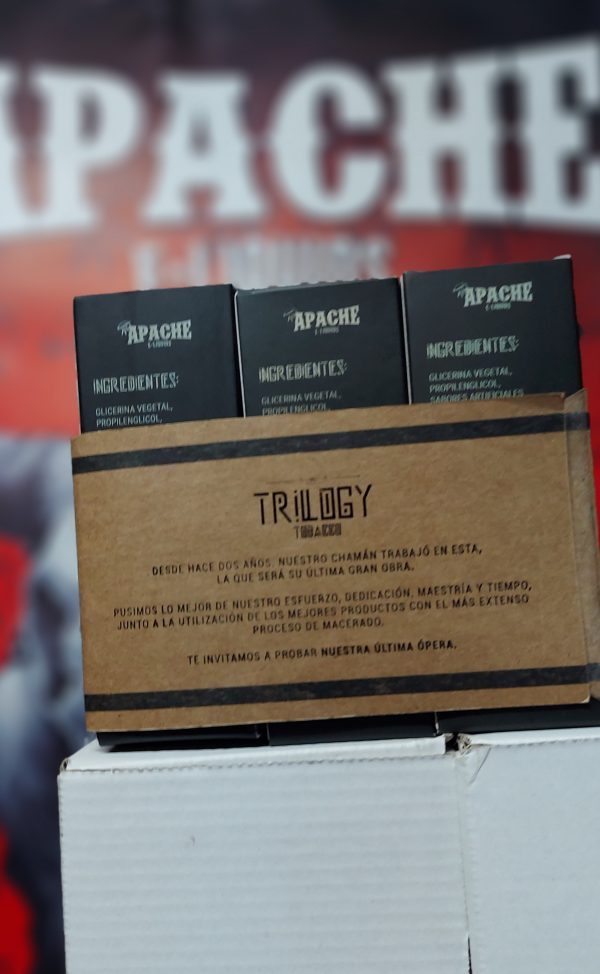 APACHE
E-LIQUIDS
APACHE
E-LIQUIDS
INGREDIENTES:
GLICERINA VEGETAL,
PROPILENGLICOL,
APACHE
E-LIQUIDS
INGREDIENTES:
GLICERINA VEGETAL,
PROPILENGLICOL,
APACHE
E-LIQUIDS
INGREDIENTES:
GLICERINA VEGETAL,
PROPILENGLICOL,
SABORES ARTIFICIALES
TRILOGY
TOBACCO
DESDE HACE DOS AÑOS, NUESTRO CHAMÁN TRABAJÓ EN ESTA,
LA QUE SERÁ SU ÚLTIMA GRAN OBRA.
PUSIMOS LO MEJOR DE NUESTRO ESFUERZO, DEDICACIÓN, MAESTRÍA Y TIEMPO,
JUNTO A LA UTILIZACIÓN DE LOS MEJORES PRODUCTOS CON EL MÁS EXTENSO
PROCESO DE MACERADO.
TE INVITAMOS A PROBAR NUESTRA ÚLTIMA ÓPERA.